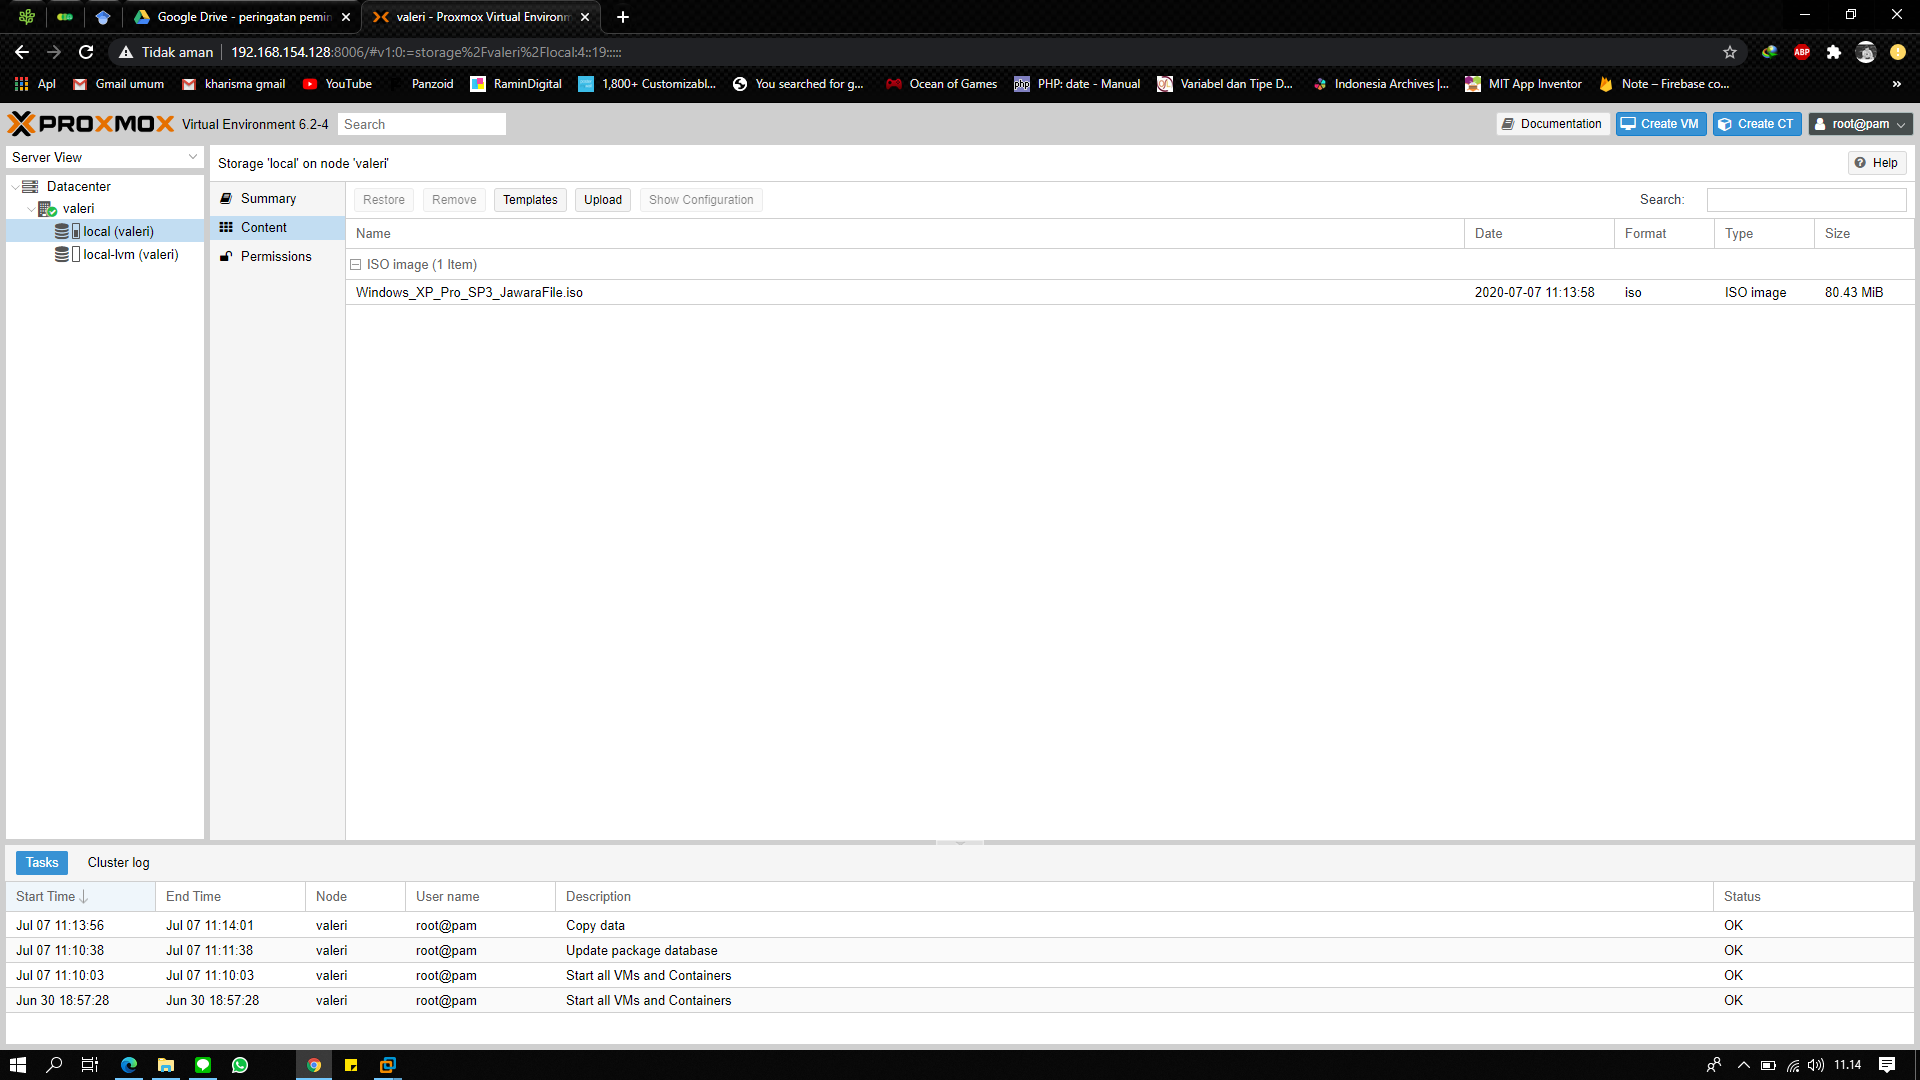 Google Drive - peringatan pemin
valeri - Proxmox Virtual Environm
Tidak aman
192.168.154.128:8006/#v1:0:=storage%2Fvaleri%2Flocal:4::19:::::
ABP
Apl
Gmail umum
kharisma gmail
YouTube
Panzoid
RaminDigital
1,800+ Customizabl...
You searched for g...
Ocean of Games
php
PHP: date - Manual
Variabel dan Tipe D...
Indonesia Archives |...
MIT App Inventor
Note – Firebase co...
»
PROXMOX
Virtual Environment 6.2-4
Search
Documentation
Create VM
Create CT
root@pam
Server View
Storage 'local' on node 'valeri'
Help
Datacenter
valeri
local (valeri)
local-lvm (valeri)
Summary
Content
Permissions
Restore
Remove
Templates
Upload
Show Configuration
Search:
Name
Date
Format
Type
Size
ISO image (1 Item)
Windows_XP_Pro_SP3_JawaraFile.iso
2020-07-07 11:13:58
iso
ISO image
80.43 MiB
Tasks
Cluster log
Start Time
End Time
Node
User name
Description
Status
Jul 07 11:13:56
Jul 07 11:14:01
valeri
root@pam
Copy data
OK
Jul 07 11:10:38
Jul 07 11:11:38
valeri
root@pam
Update package database
OK
Jul 07 11:10:03
Jul 07 11:10:03
valeri
root@pam
Start all VMs and Containers
OK
Jun 30 18:57:28
Jun 30 18:57:28
valeri
root@pam
Start all VMs and Containers
OK
11.14